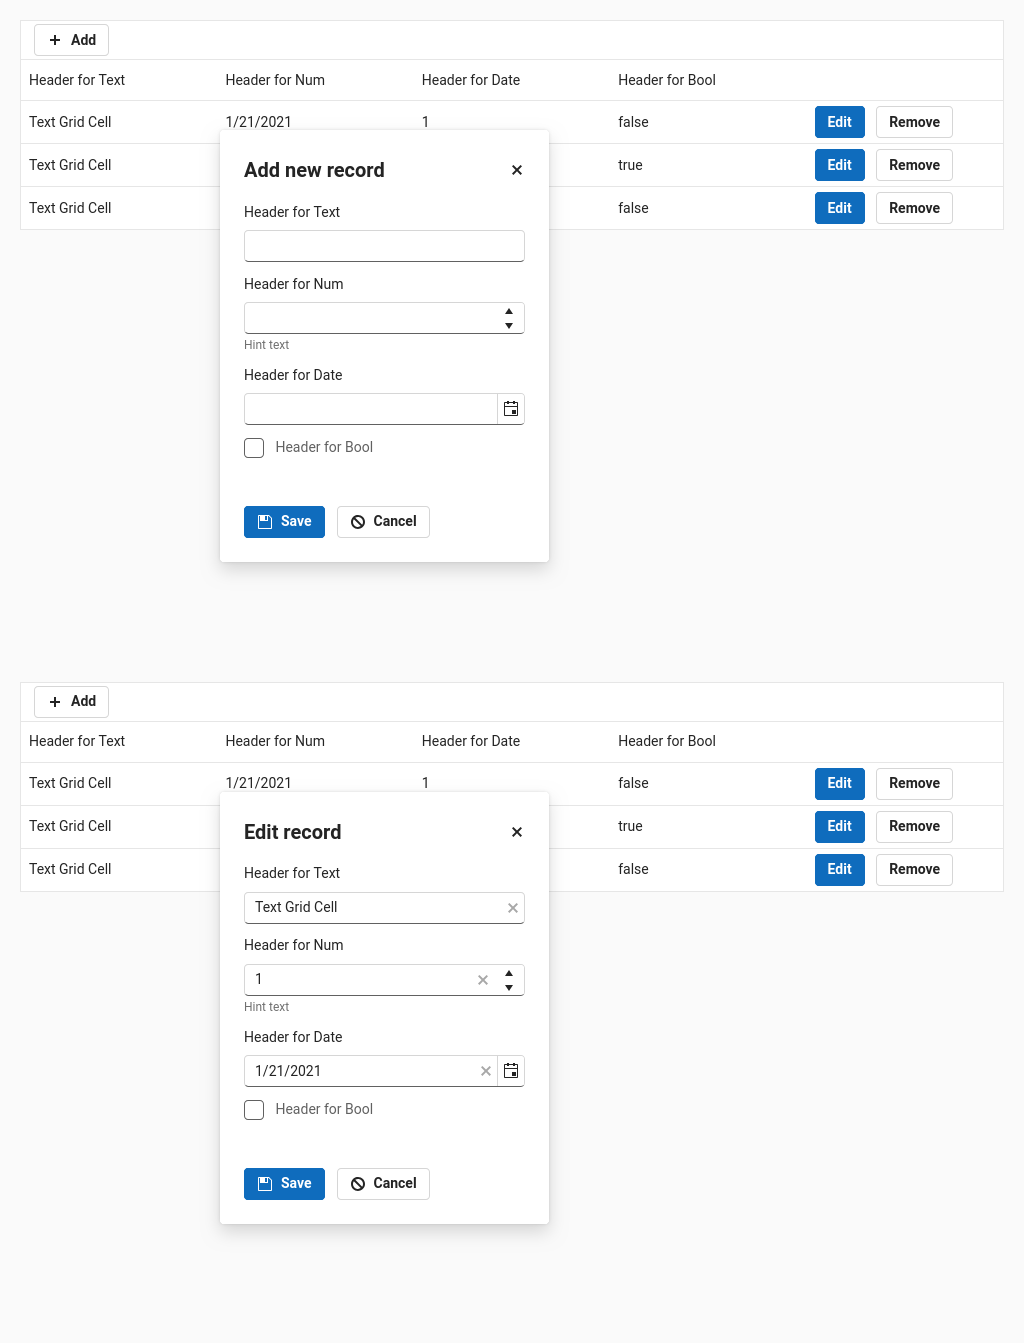 Add
Header for Text Header for Num Header for Date Header for Bool
Text Grid Cell 1/21/2021 1 false Edit Remove
Text Grid Cell true Edit Remove
Text Grid Cell false Edit Remove
Add new record
Header for Text
Header for Num
Hint text
Header for Date
Header for Bool
Save Cancel
Add
Header for Text Header for Num Header for Date Header for Bool
Text Grid Cell 1/21/2021 1 false Edit Remove
Text Grid Cell true Edit Remove
Text Grid Cell false Edit Remove
Edit record
Header for Text
Text Grid Cell
Header for Num
1
Hint text
Header for Date
1/21/2021
Header for Bool
Save Cancel